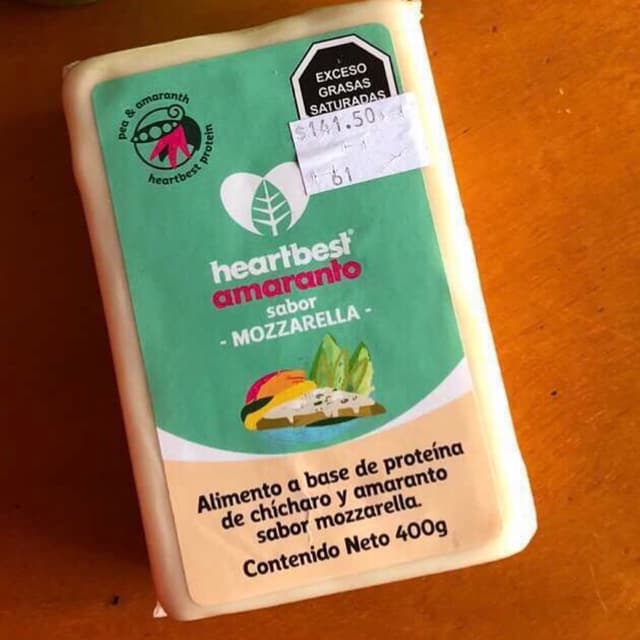 pea & amaranth
heartbest protein
EXCESO
GRASAS
SATURADAS
$141.50
61
heartbest®
amaranto
sabor
- MOZZARELLA -
Alimento a base de proteína
de chícharo y amaranto
sabor mozzarella.
Contenido Neto 400g